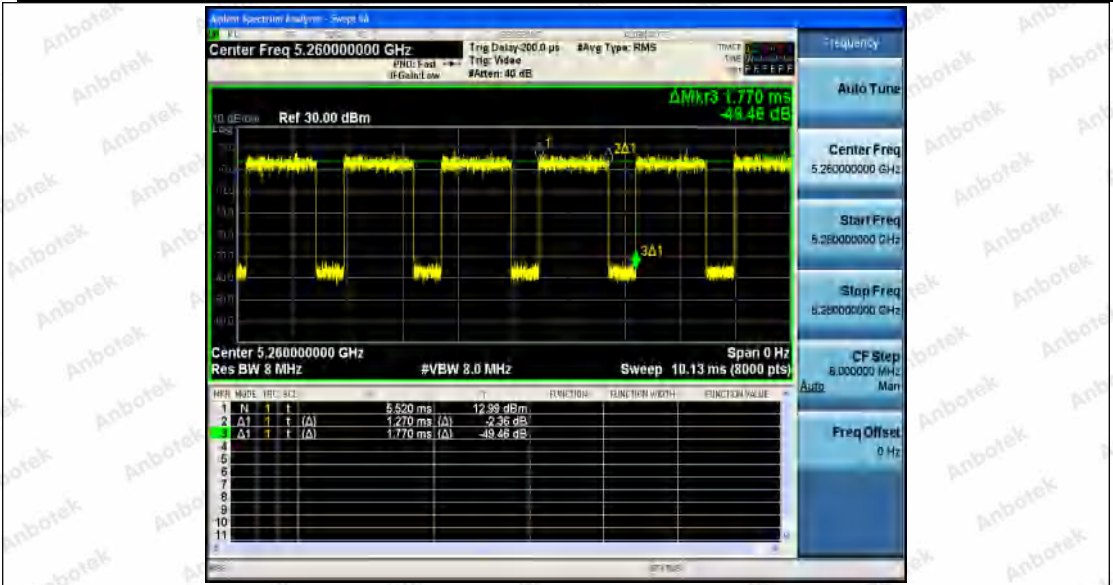 Agilent Spectrum Analyzer - Swept SA
Center Freq 5.260000000 GHz
PNO: Fast
IFGain:Low
Trig Delay-200.0 µs
Trig: Video
#Atten: 40 dB
#Avg Type: RMS
ΔMkr3 1.770 ms
-49.46 dB
Ref 30.00 dBm
1
2Δ1
3Δ1
Center 5.260000000 GHz
Span 0 Hz
Res BW 8 MHz
#VBW 8.0 MHz
Sweep 10.13 ms (8000 pts)
MKR MODE TRC SCL X Y FUNCTION FUNCTION WIDTH FUNCTION VALUE
1 N 1 t 5.520 ms 12.99 dBm
2 Δ1 1 t (Δ) 1.270 ms (Δ) -2.36 dB
3 Δ1 1 t (Δ) 1.770 ms (Δ) -49.46 dB
4
5
6
7
8
9
10
11
Frequency
Auto Tune
Center Freq
5.260000000 GHz
Start Freq
5.260000000 GHz
Stop Freq
5.260000000 GHz
CF Step
8.000000 MHz
Auto Man
Freq Offset
0 Hz
MSG
STATUS
Anbotek